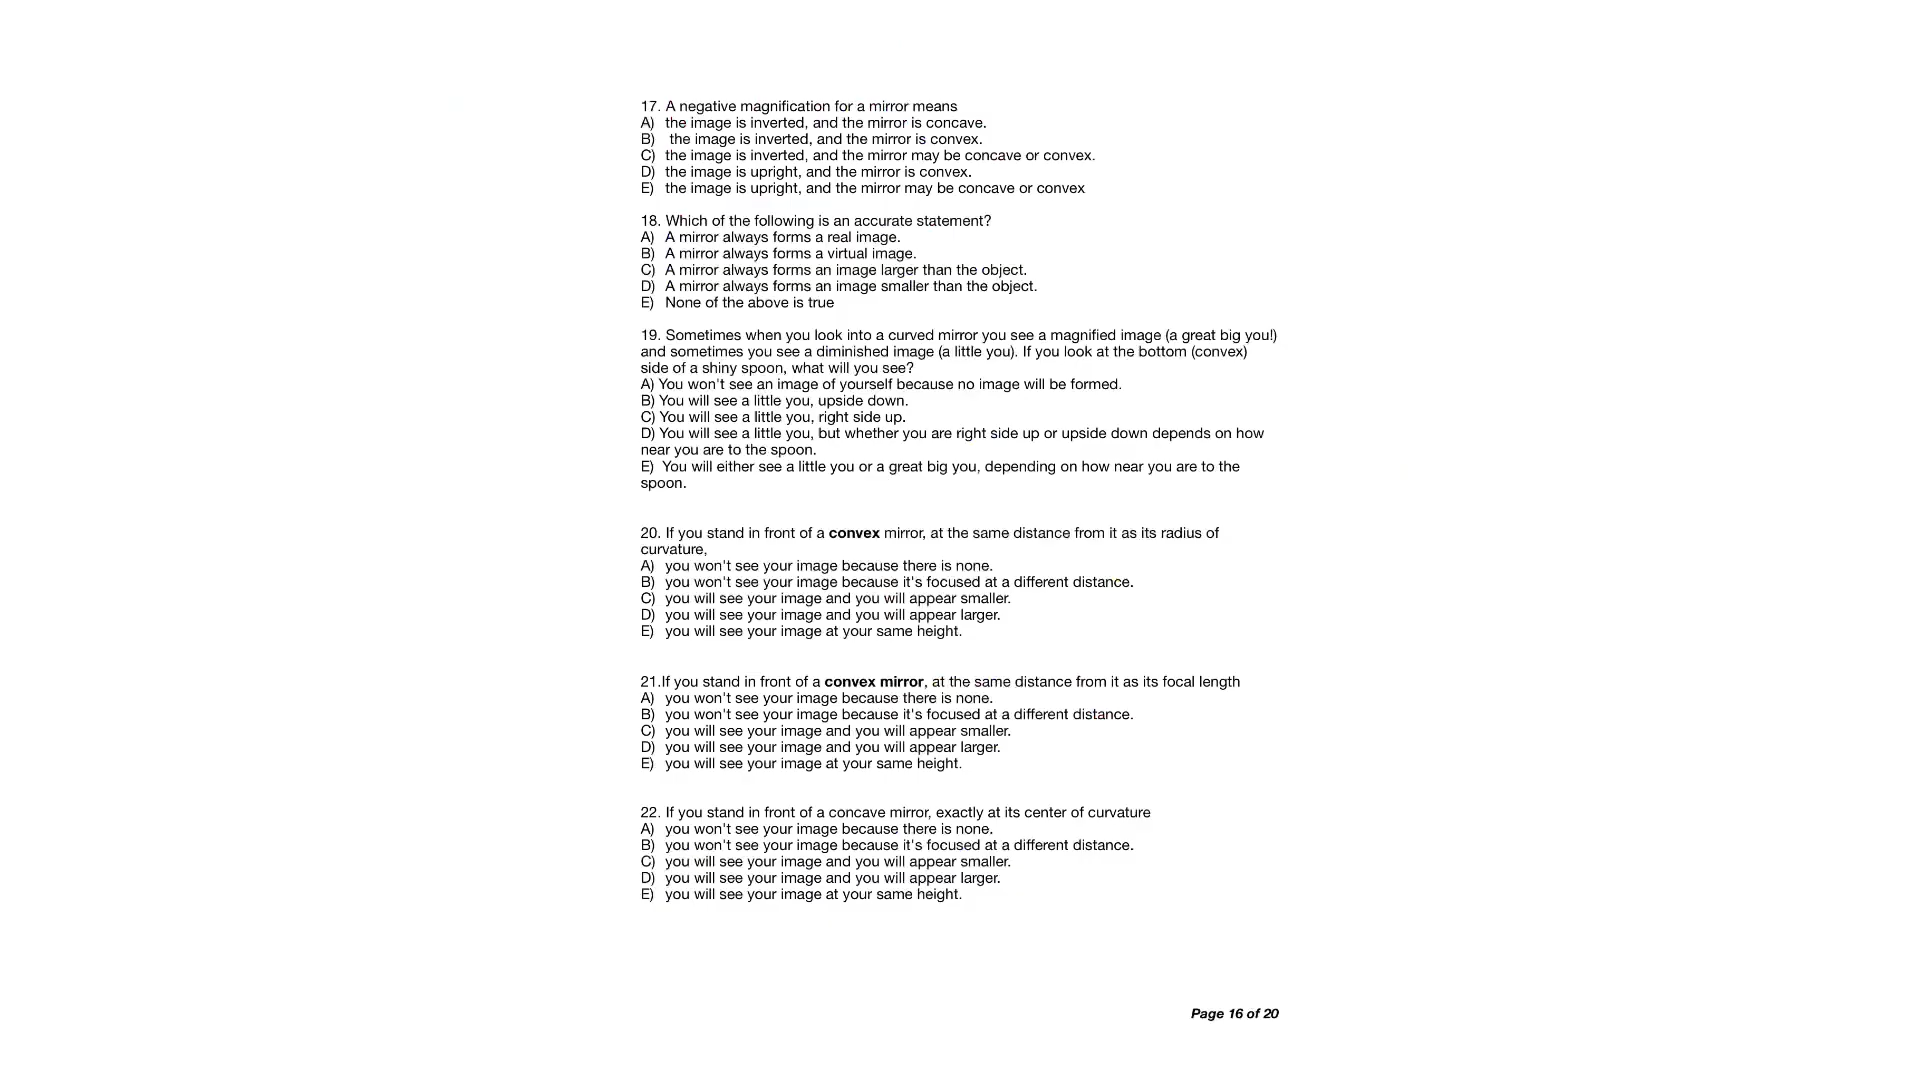 17. A negative magnification for a mirror means
A) the image is inverted, and the mirror is concave.
B) the image is inverted, and the mirror is convex.
C) the image is inverted, and the mirror may be concave or convex.
D) the image is upright, and the mirror is convex.
E) the image is upright, and the mirror may be concave or convex
18. Which of the following is an accurate statement?
A) A mirror always forms a real image.
B) A mirror always forms a virtual image.
C) A mirror always forms an image larger than the object.
D) A mirror always forms an image smaller than the object.
E) None of the above is true
19. Sometimes when you look into a curved mirror you see a magnified image (a great big you!)
and sometimes you see a diminished image (a little you). If you look at the bottom (convex)
side of a shiny spoon, what will you see?
A) You won't see an image of yourself because no image will be formed.
B) You will see a little you, upside down.
C) You will see a little you, right side up.
D) You will see a little you, but whether you are right side up or upside down depends on how
near you are to the spoon.
E) You will either see a little you or a great big you, depending on how near you are to the
spoon.
20. If you stand in front of a convex mirror, at the same distance from it as its radius of
curvature,
A) you won't see your image because there is none.
B) you won't see your image because it's focused at a different distance.
C) you will see your image and you will appear smaller.
D) you will see your image and you will appear larger.
E) you will see your image at your same height.
21.If you stand in front of a convex mirror, at the same distance from it as its focal length
A) you won't see your image because there is none.
B) you won't see your image because it's focused at a different distance.
C) you will see your image and you will appear smaller.
D) you will see your image and you will appear larger.
E) you will see your image at your same height.
22. If you stand in front of a concave mirror, exactly at its center of curvature
A) you won't see your image because there is none.
B) you won't see your image because it's focused at a different distance.
C) you will see your image and you will appear smaller.
D) you will see your image and you will appear larger.
E) you will see your image at your same height.
Page 16 of 20